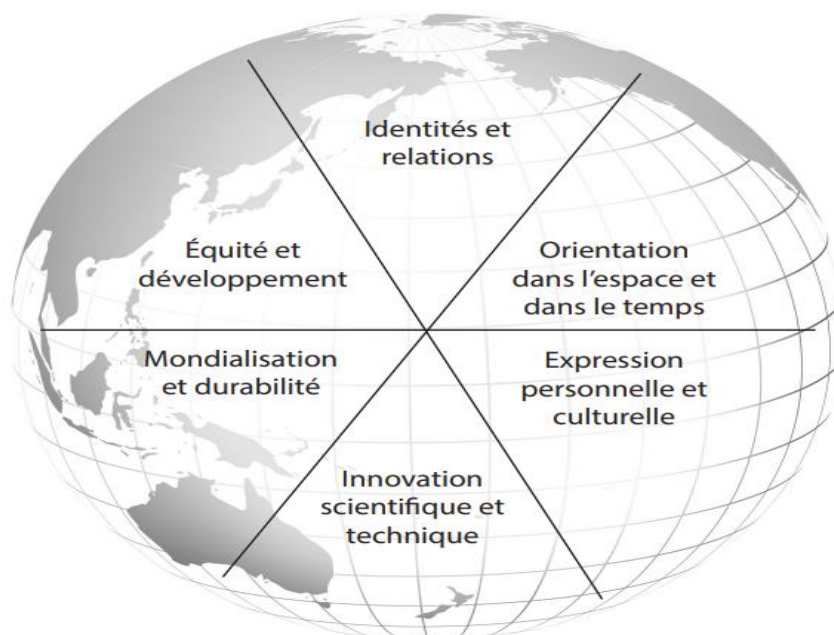 Identités et
relations
Orientation
dans l’espace et
dans le temps
Expression
personnelle et
culturelle
Innovation
scientifique et
technique
Mondialisation
et durabilité
Équité et
développement